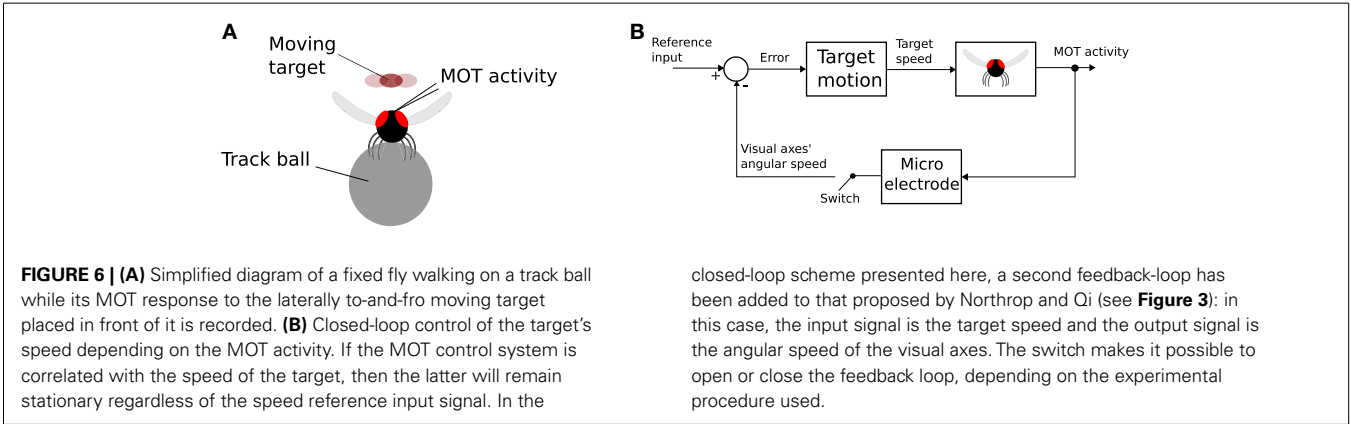 A
Moving
target
MOT activity
Track ball
B
Reference
input
+
-
Error
Target
motion
Target
speed
MOT activity
Visual axes'
angular speed
Switch
Micro
electrode
FIGURE 6 | (A) Simplified diagram of a fixed fly walking on a track ball
while its MOT response to the laterally to-and-fro moving target
placed in front of it is recorded. (B) Closed-loop control of the target's
speed depending on the MOT activity. If the MOT control system is
correlated with the speed of the target, then the latter will remain
stationary regardless of the speed reference input signal. In the
closed-loop scheme presented here, a second feedback-loop has
been added to that proposed by Northrop and Qi (see Figure 3): in
this case, the input signal is the target speed and the output signal is
the angular speed of the visual axes. The switch makes it possible to
open or close the feedback loop, depending on the experimental
procedure used.